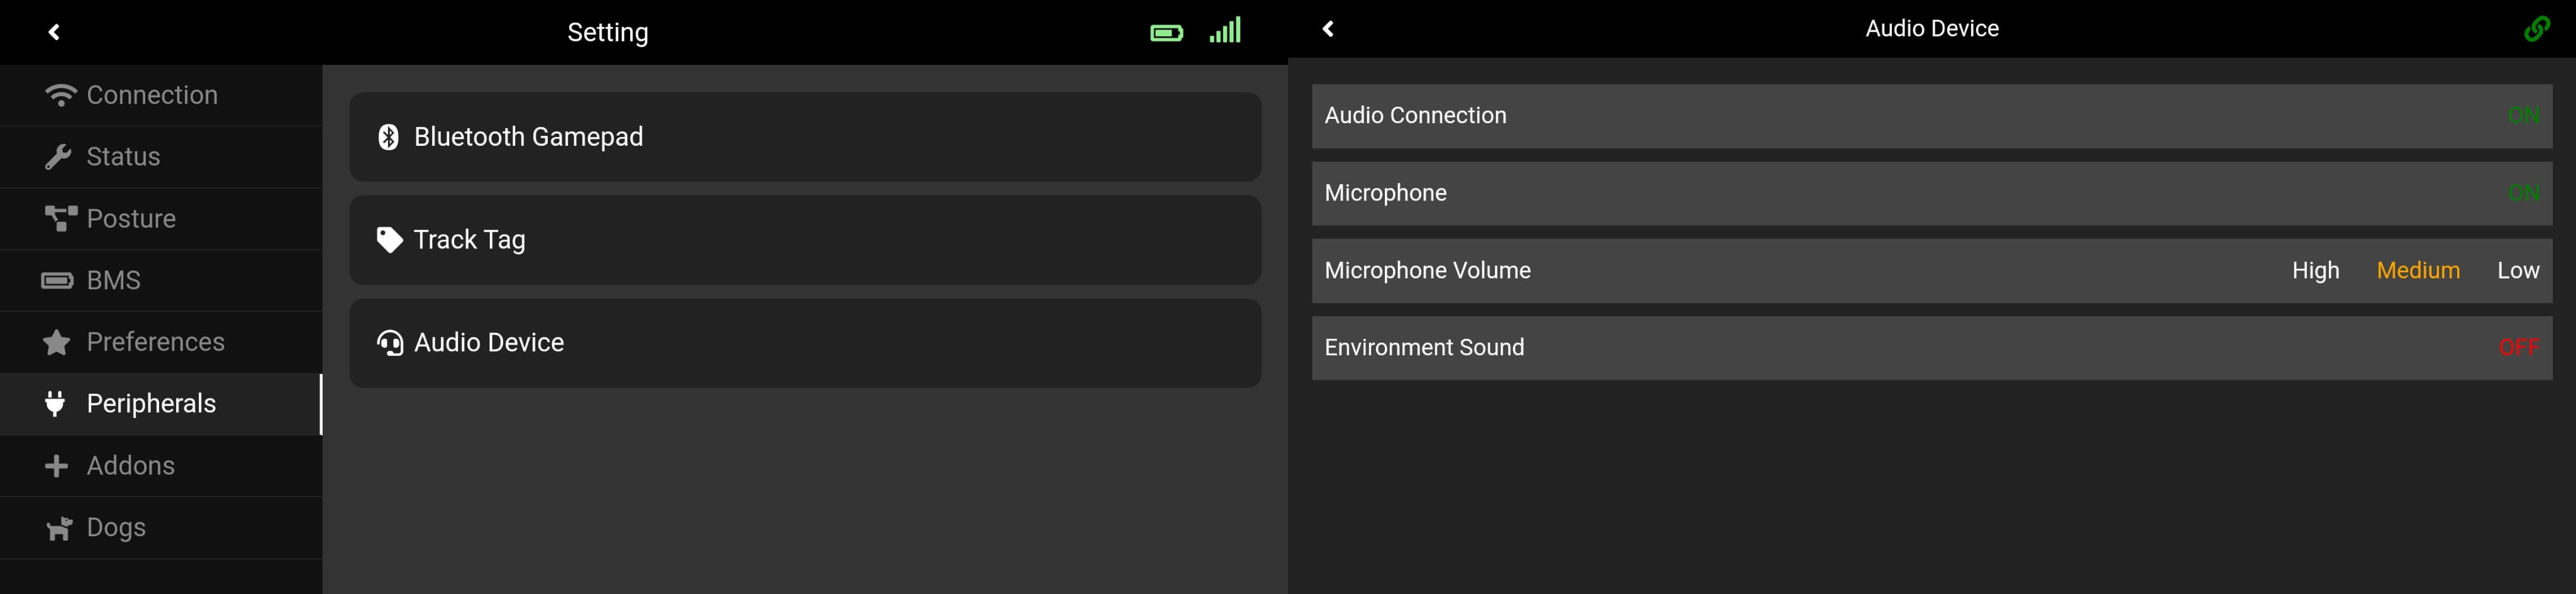 Setting
Connection
Status
Posture
BMS
Preferences
Peripherals
Addons
Dogs
Bluetooth Gamepad
Track Tag
Audio Device
Audio Device
Audio Connection ON
Microphone ON
Microphone Volume High Medium Low
Environment Sound OFF